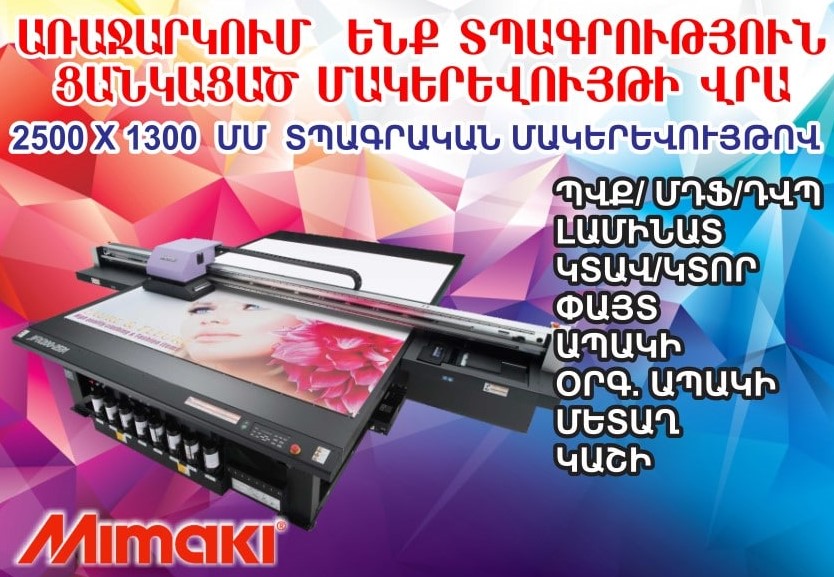 ԱՌԱՋԱՐԿՈՒՄ ԵՆՔ ՏՊԱԳՐՈՒԹՅՈՒՆ
ՑԱՆԿԱՑԱԾ ՄԱԿԵՐԵՎՈՒՅԹԻ ՎՐԱ
2500 X 1300 ՄՄ ՏՊԱԳՐԱԿԱՆ ՄԱԿԵՐԵՎՈՒՅԹՈՎ
ՊՎՔ/ ՄԴՖ/ԴՎՊ
ԼԱՄԻՆԱՏ
ԿՏԱՎ/ԿՏՈՐ
ՓԱՅՏ
ԱՊԱԿԻ
ՕՐԳ. ԱՊԱԿԻ
ՄԵՏԱՂ
ԿԱՇԻ
Mimaki®